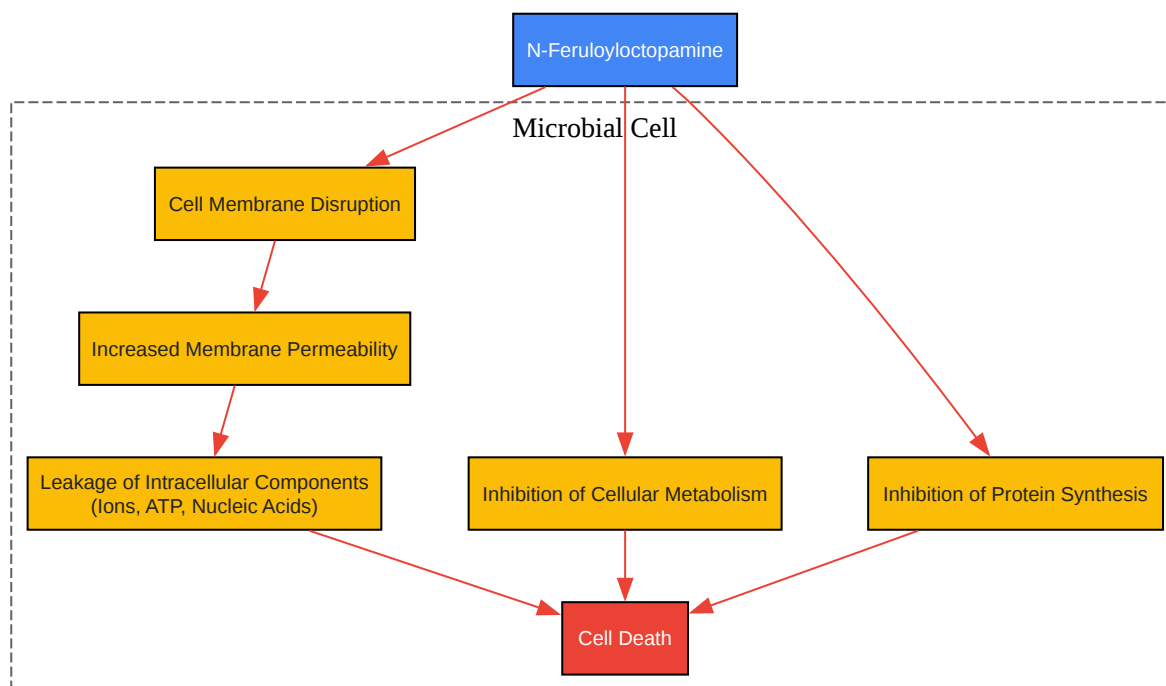 N-Feruloyloctopamine
Microbial Cell
Cell Membrane Disruption
Increased Membrane Permeability
Leakage of Intracellular Components
(Ions, ATP, Nucleic Acids)
Inhibition of Cellular Metabolism
Inhibition of Protein Synthesis
Cell Death